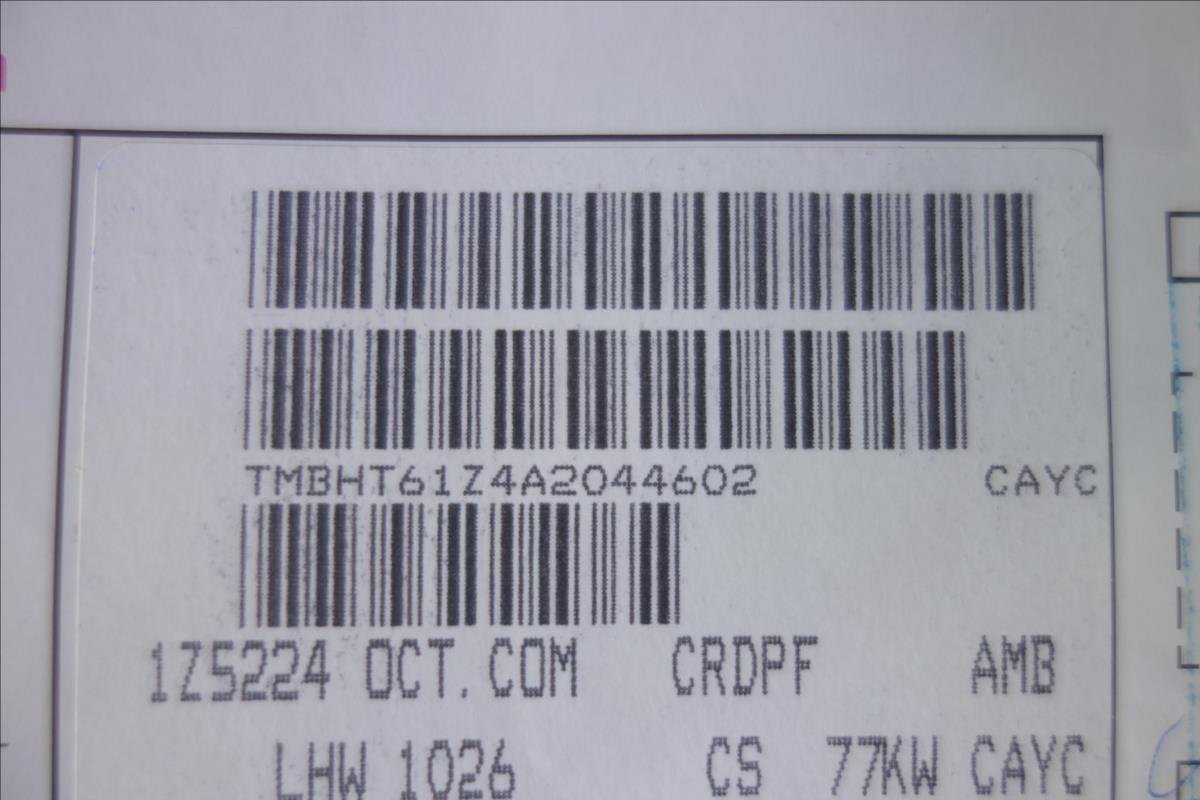 TMBHT61Z4A2044602 CAYC
1Z5224 OCT.COM CRDPF AMB
LHW 1026 CS 77KW CAYC